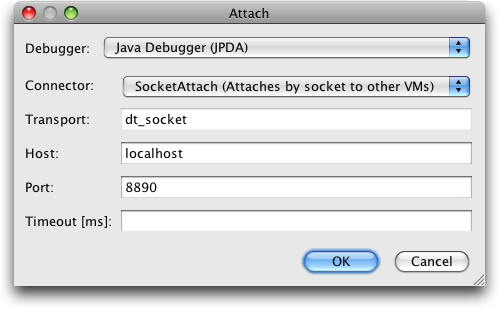 Attach
Debugger: Java Debugger (JPDA)
Connector: SocketAttach (Attaches by socket to other VMs)
Transport: dt_socket
Host: localhost
Port: 8890
Timeout [ms]:
OK Cancel